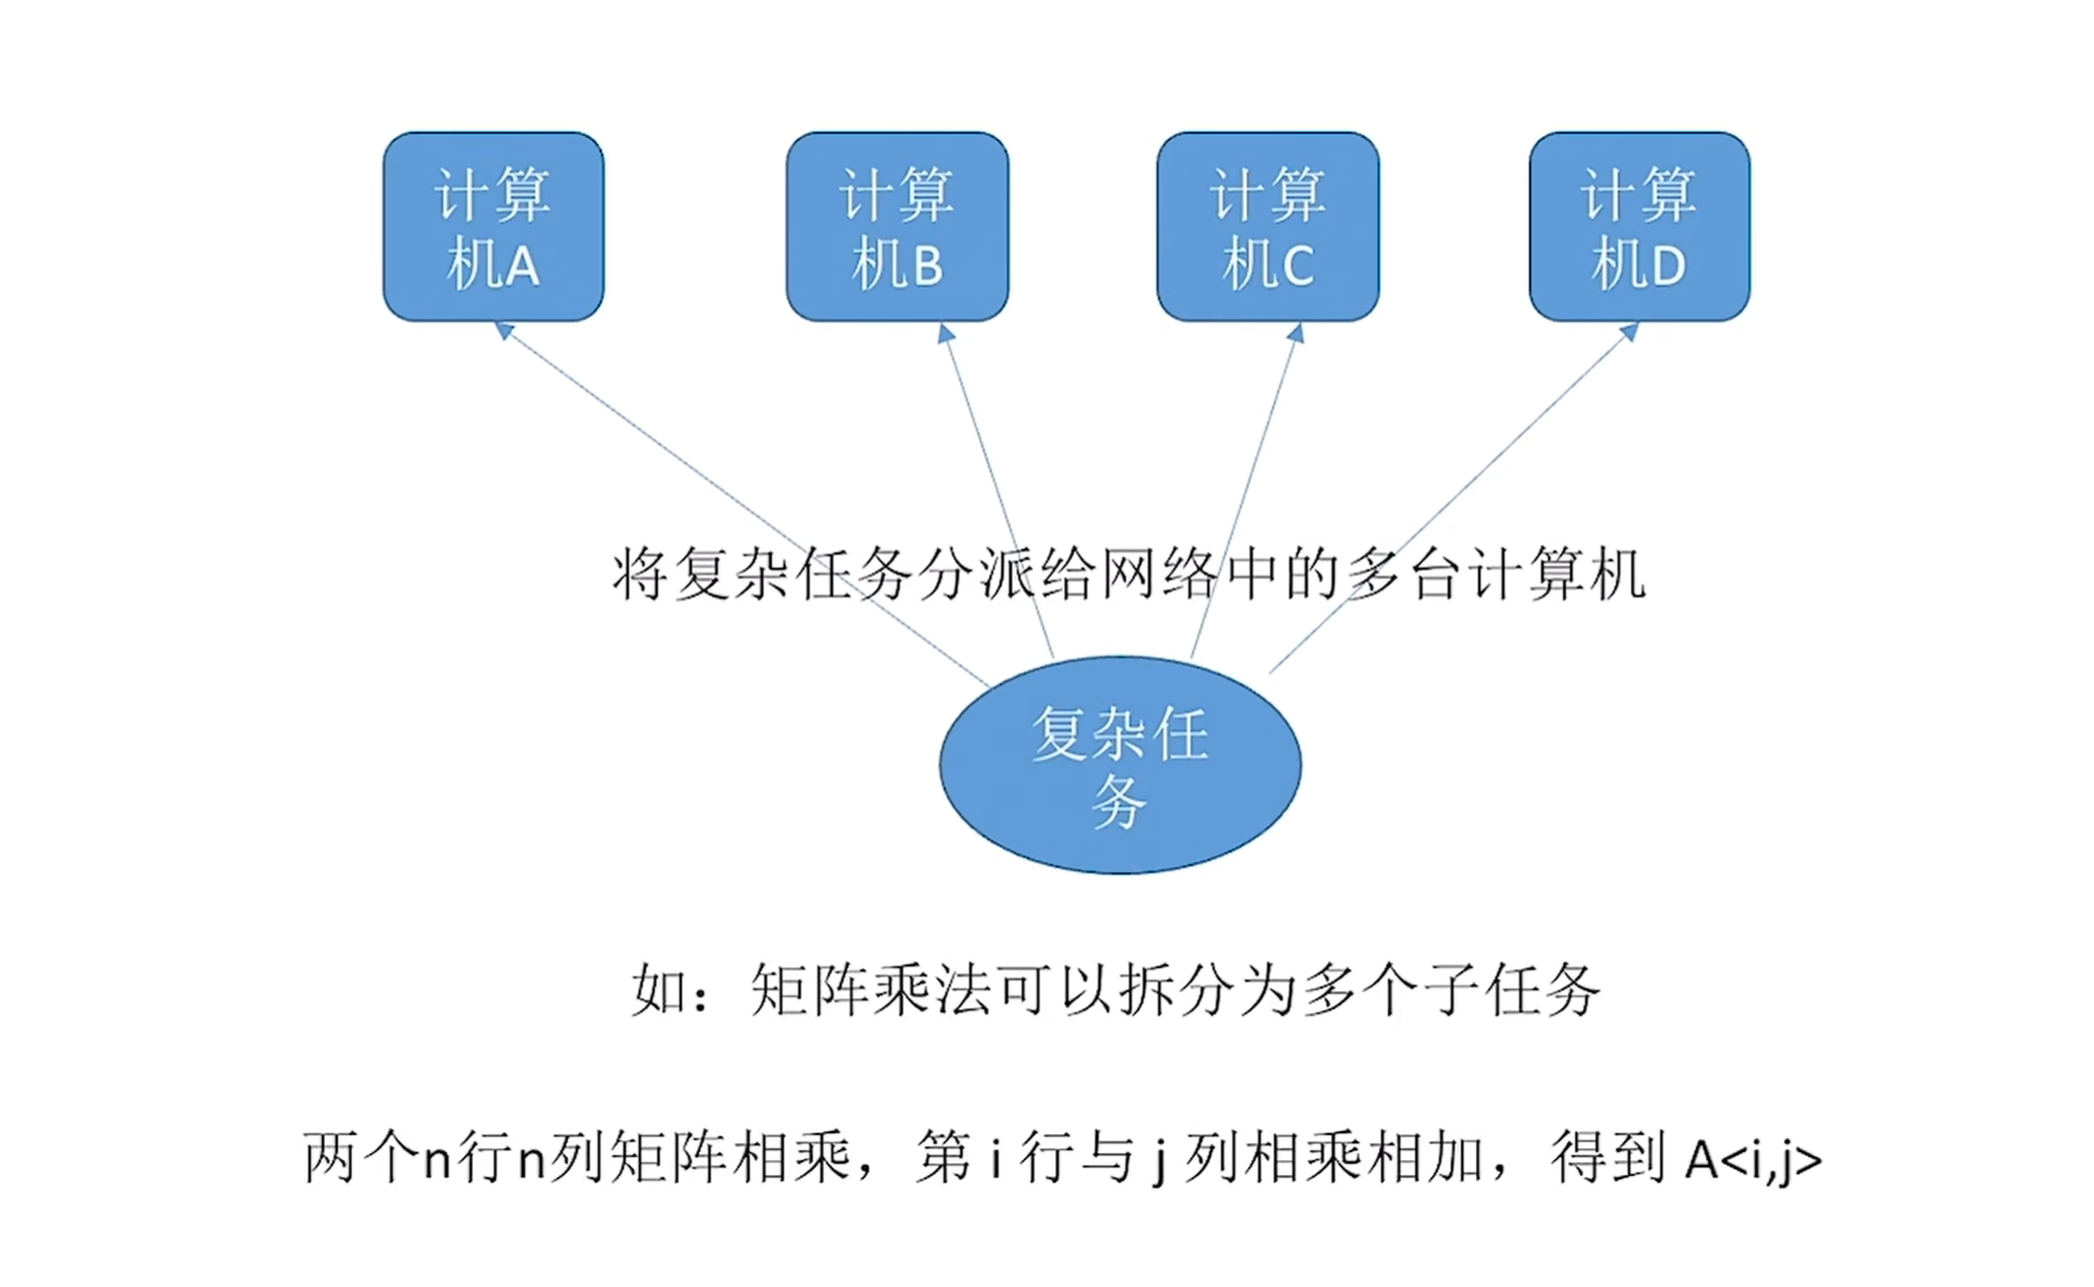 计算
机A
计算
机B
计算
机C
计算
机D
将复杂任务分派给网络中的多台计算机
复杂任
务
如：矩阵乘法可以拆分为多个子任务
两个n行n列矩阵相乘，第 i 行与 j 列相乘相加，得到 A<i,j>